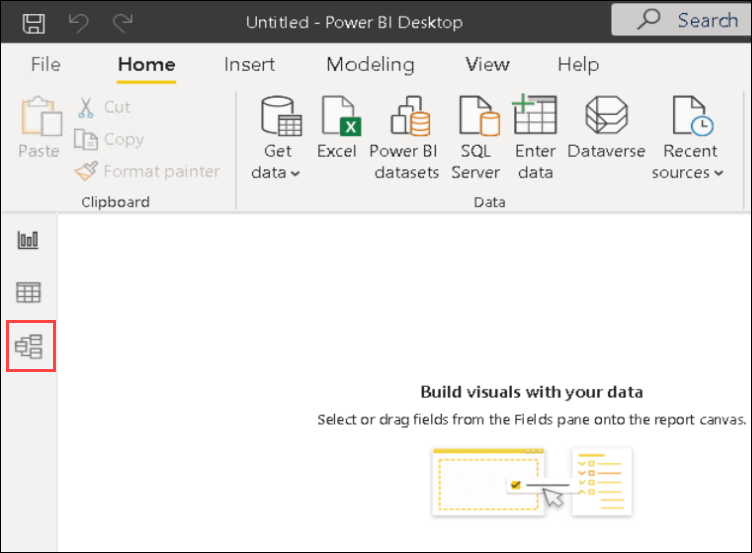 Untitled - Power BI Desktop
Search
File Home Insert Modeling View Help
Paste
Cut
Copy
Format painter
Clipboard
Get data
Excel
Power BI datasets
SQL Server
Enter data
Dataverse
Recent sources
Data
Build visuals with your data
Select or drag fields from the Fields pane onto the report canvas.